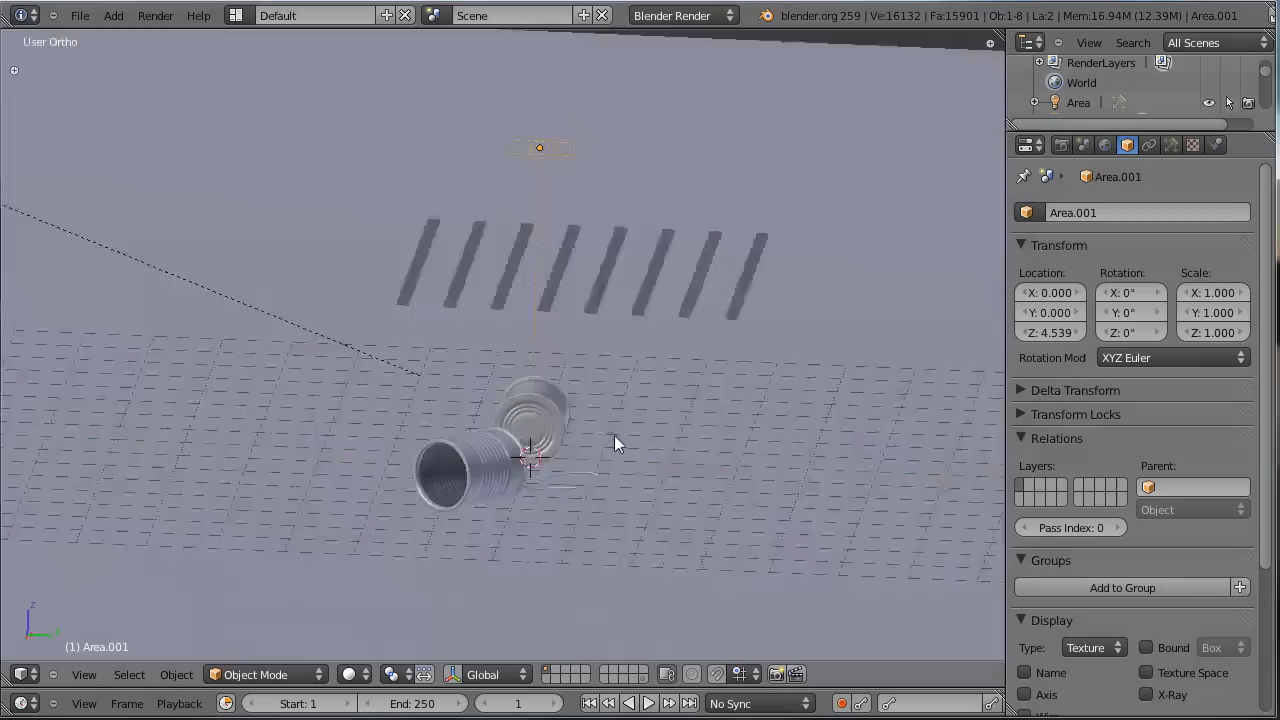 File Add Render Help Default Scene Blender Render blender.org 259 | Ve:16132 | Fa:15901 | Ob:1-8 | La:2 | Mem:16.94M (12.39M) | Area.001
User Ortho
View Search All Scenes
RenderLayers
World
Area
Area.001
Area.001
Transform
Location: Rotation: Scale:
X: 0.000 X: 0° X: 1.000
Y: 0.000 Y: 0° Y: 1.000
Z: 4.539 Z: 0° Z: 1.000
Rotation Mod XYZ Euler
Delta Transform
Transform Locks
Relations
Layers: Parent:
Object
Pass Index: 0
Groups
Add to Group
Display
Type: Texture Bound Box
Name Texture Space
Axis X-Ray
z
(1) Area.001
View Select Object Object Mode Global
View Frame Playback Start: 1 End: 250 1 No Sync